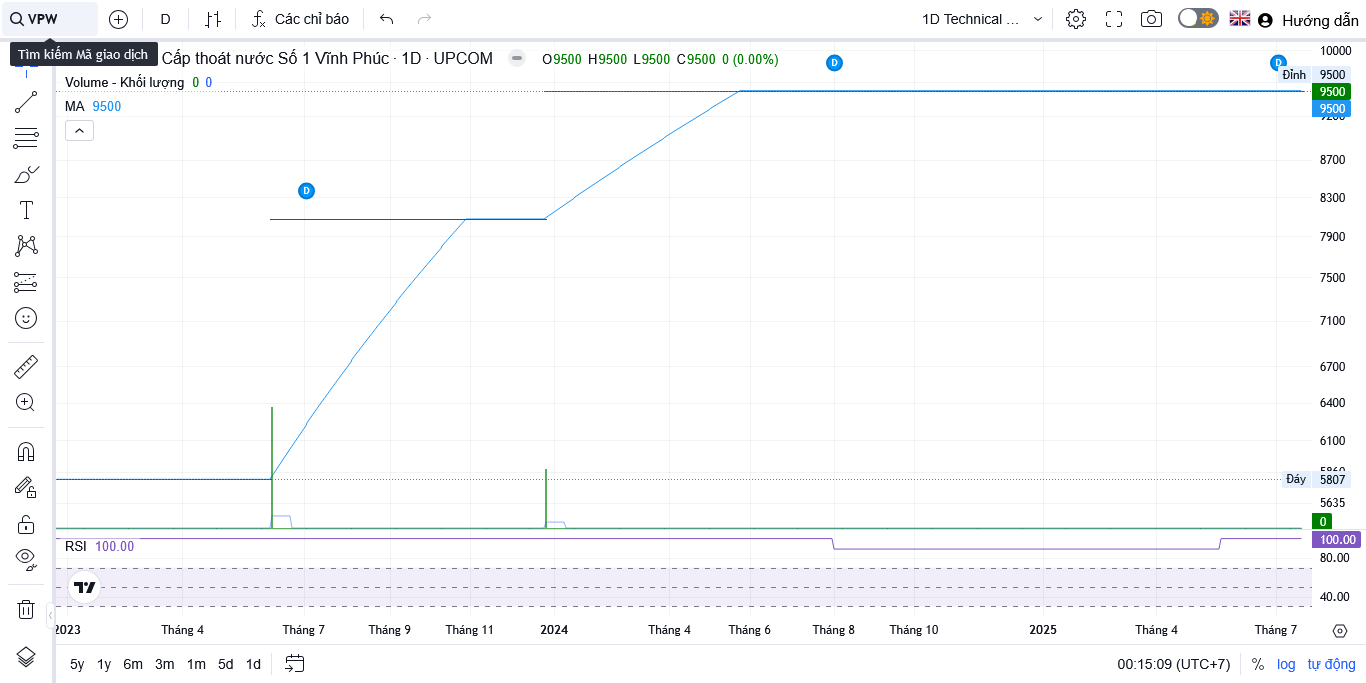 VPW
D
Các chỉ báo
1D Technical ...
Hướng dẫn
Tìm kiếm Mã giao dịch
Cấp thoát nước Số 1 Vĩnh Phúc · 1D · UPCOM
O9500 H9500 L9500 C9500 0 (0.00%)
Volume - Khối lượng 0 0
MA 9500
D
D
D
10000
Đỉnh 9500
9500
9500
9200
8700
8300
7900
7500
7100
6700
6400
6100
5860
Đáy 5807
5635
0
RSI 100.00
100.00
80.00
40.00
2023 Tháng 4 Tháng 7 Tháng 9 Tháng 11 2024 Tháng 4 Tháng 6 Tháng 8 Tháng 10 2025 Tháng 4 Tháng 7
5y 1y 6m 3m 1m 5d 1d
00:15:09 (UTC+7) % log tự động